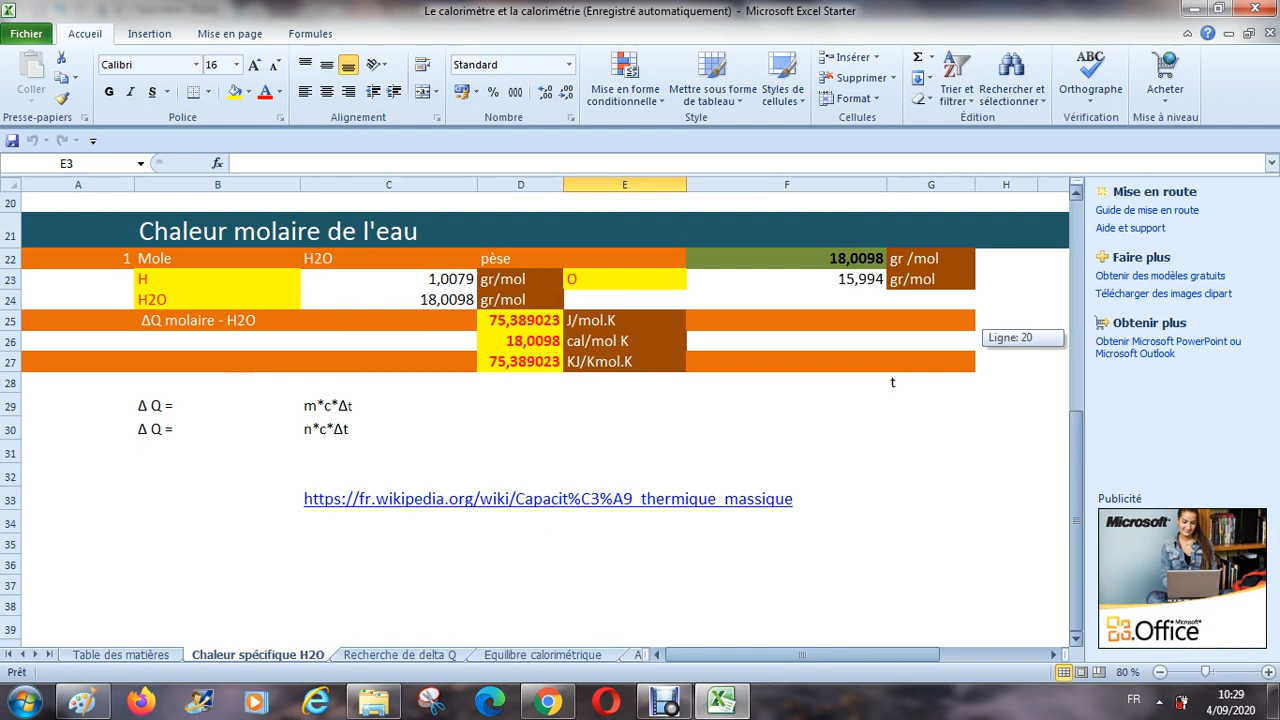 Le calorimètre et la calorimétrie (Enregistré automatiquement) - Microsoft Excel Starter
Fichier Accueil Insertion Mise en page Formules
Coller
Presse-papiers
Calibri 16
G I S
Police
Alignement
Standard
% 000
Nombre
Mise en forme conditionnelle
Mettre sous forme de tableau
Styles de cellules
Style
Insérer
Supprimer
Format
Cellules
Σ
Trier et filtrer
Rechercher et sélectionner
Édition
ABC
Orthographe
Vérification
Acheter
Mise à niveau
E3 fx
A B C D E F G H
20
21 Chaleur molaire de l'eau
22 1 Mole H2O pèse 18,0098 gr /mol
23 H 1,0079 gr/mol O 15,994 gr/mol
24 H2O 18,0098 gr/mol
25 ΔQ molaire - H2O 75,389023 J/mol.K
26 18,0098 cal/mol K
27 75,389023 KJ/Kmol.K
28 t
29 Δ Q = m*c*Δt
30 Δ Q = n*c*Δt
31
32
33 https://fr.wikipedia.org/wiki/Capacit%C3%A9_thermique_massique
34
35
36
37
38
39
Ligne: 20
Mise en route
Guide de mise en route
Aide et support
Faire plus
Obtenir des modèles gratuits
Télécharger des images clipart
Obtenir plus
Obtenir Microsoft PowerPoint ou
Microsoft Outlook
Publicité
Microsoft®
Microsoft®
Office
Table des matières Chaleur spécifique H2O Recherche de delta Q Equilibre calorimétrique A
Prêt 80 %
FR 10:29
4/09/2020